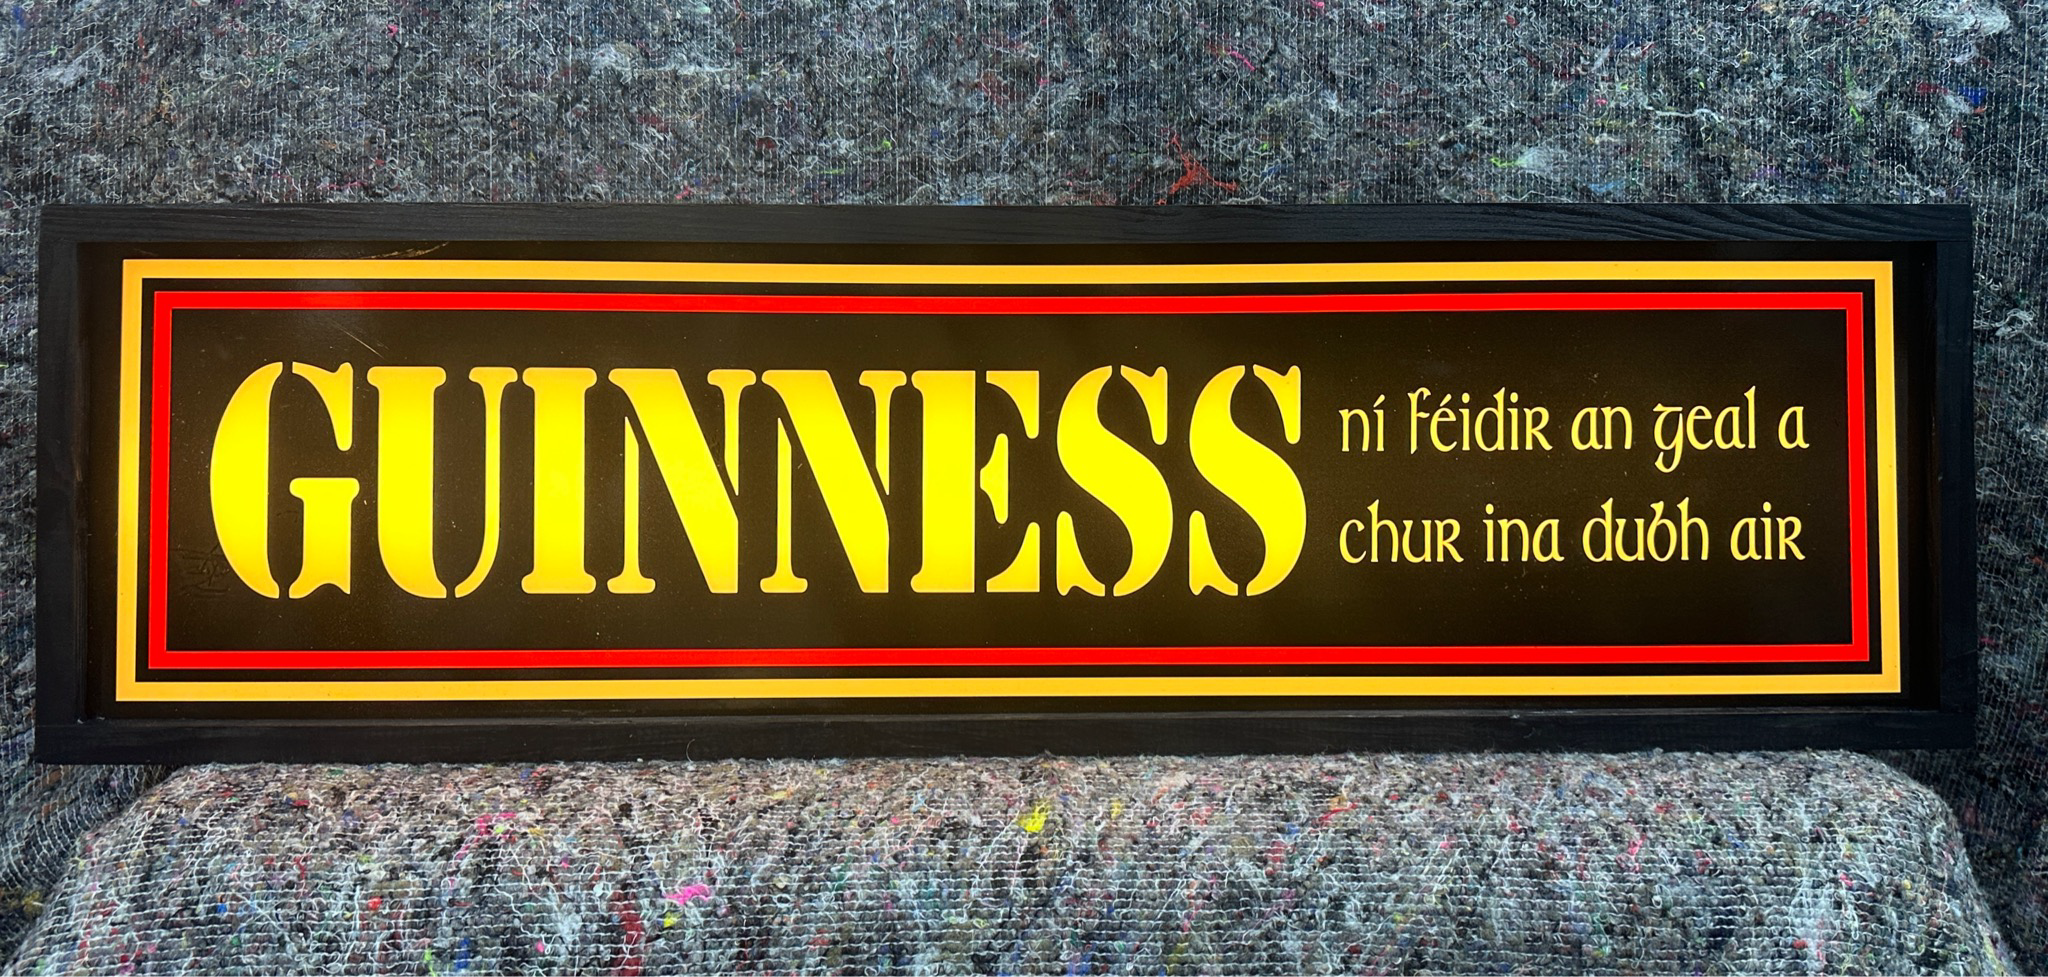 GUINNESS
ní féidir an geal a
chur ina dubh air